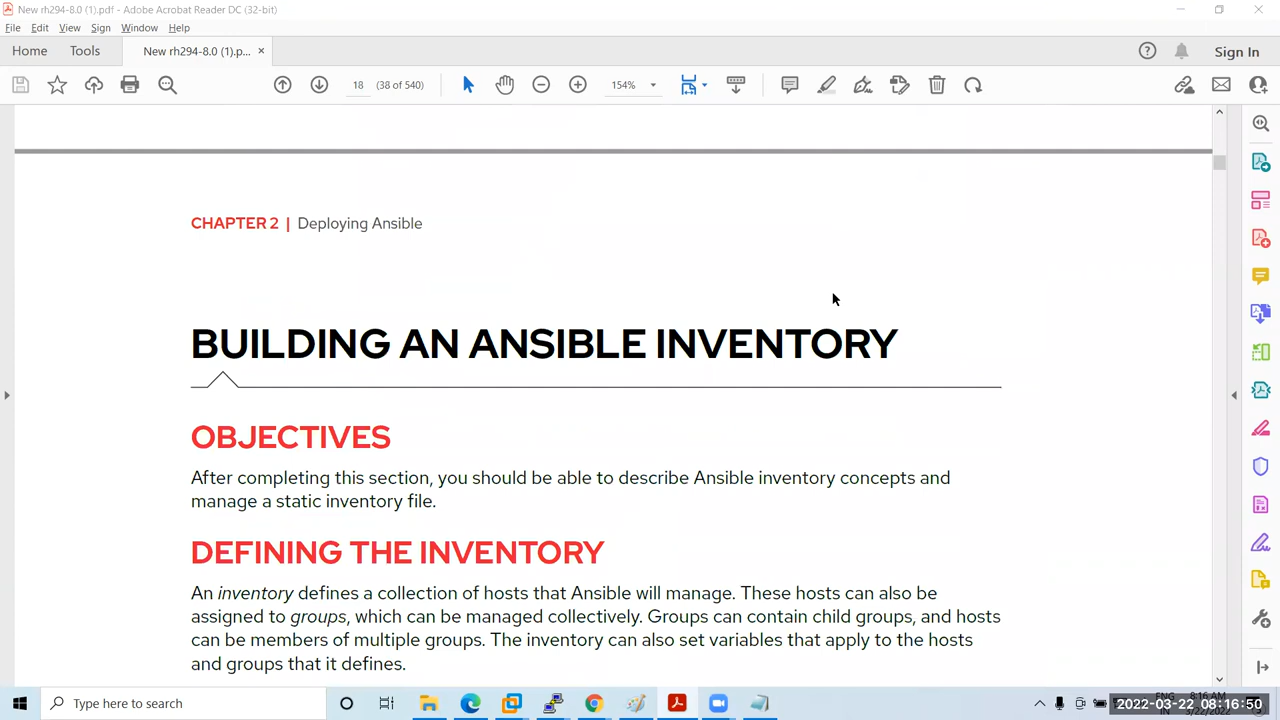 New rh294-8.0 (1).pdf - Adobe Acrobat Reader DC (32-bit)
File Edit View Sign Window Help
Home Tools New rh294-8.0 (1).p... × Sign In
18 (38 of 540) 154%
CHAPTER 2 | Deploying Ansible
BUILDING AN ANSIBLE INVENTORY
OBJECTIVES
After completing this section, you should be able to describe Ansible inventory concepts and
manage a static inventory file.
DEFINING THE INVENTORY
An inventory defines a collection of hosts that Ansible will manage. These hosts can also be
assigned to groups, which can be managed collectively. Groups can contain child groups, and hosts
can be members of multiple groups. The inventory can also set variables that apply to the hosts
and groups that it defines.
Type here to search
2022-03-22 08:16:50